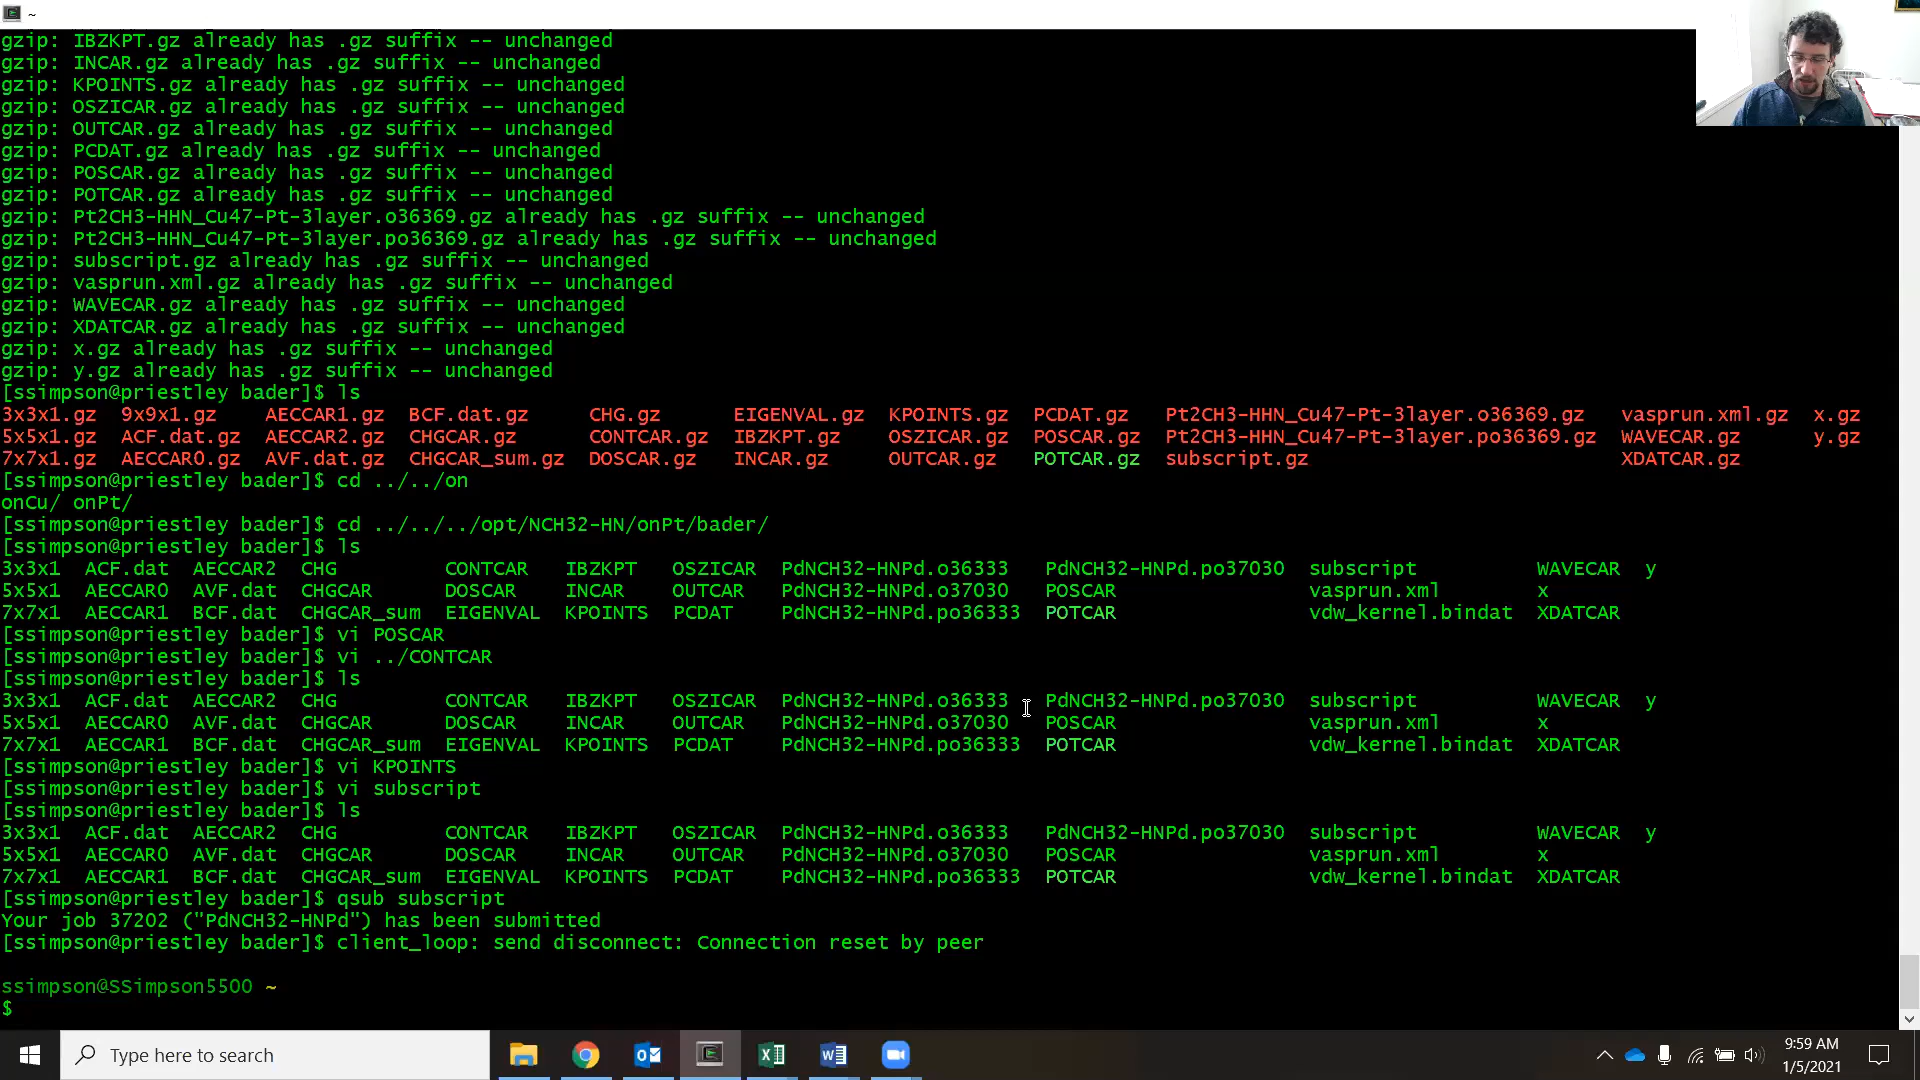 ~
gzip: IBZKPT.gz already has .gz suffix -- unchanged
gzip: INCAR.gz already has .gz suffix -- unchanged
gzip: KPOINTS.gz already has .gz suffix -- unchanged
gzip: OSZICAR.gz already has .gz suffix -- unchanged
gzip: OUTCAR.gz already has .gz suffix -- unchanged
gzip: PCDAT.gz already has .gz suffix -- unchanged
gzip: POSCAR.gz already has .gz suffix -- unchanged
gzip: POTCAR.gz already has .gz suffix -- unchanged
gzip: Pt2CH3-HHN_Cu47-Pt-3layer.o36369.gz already has .gz suffix -- unchanged
gzip: Pt2CH3-HHN_Cu47-Pt-3layer.po36369.gz already has .gz suffix -- unchanged
gzip: subscript.gz already has .gz suffix -- unchanged
gzip: vasprun.xml.gz already has .gz suffix -- unchanged
gzip: WAVECAR.gz already has .gz suffix -- unchanged
gzip: XDATCAR.gz already has .gz suffix -- unchanged
gzip: x.gz already has .gz suffix -- unchanged
gzip: y.gz already has .gz suffix -- unchanged
[ssimpson@priestley bader]$ ls
3x3x1.gz 9x9x1.gz AECCAR1.gz BCF.dat.gz CHG.gz EIGENVAL.gz KPOINTS.gz PCDAT.gz Pt2CH3-HHN_Cu47-Pt-3layer.o36369.gz vasprun.xml.gz x.gz
5x5x1.gz ACF.dat.gz AECCAR2.gz CHGCAR.gz CONTCAR.gz IBZKPT.gz OSZICAR.gz POSCAR.gz Pt2CH3-HHN_Cu47-Pt-3layer.po36369.gz WAVECAR.gz y.gz
7x7x1.gz AECCAR0.gz AVF.dat.gz CHGCAR_sum.gz DOSCAR.gz INCAR.gz OUTCAR.gz POTCAR.gz subscript.gz XDATCAR.gz
[ssimpson@priestley bader]$ cd ../../on
onCu/ onPt/
[ssimpson@priestley bader]$ cd ../../../opt/NCH32-HN/onPt/bader/
[ssimpson@priestley bader]$ ls
3x3x1 ACF.dat AECCAR2 CHG CONTCAR IBZKPT OSZICAR PdNCH32-HNPd.o36333 PdNCH32-HNPd.po37030 subscript WAVECAR y
5x5x1 AECCAR0 AVF.dat CHGCAR DOSCAR INCAR OUTCAR PdNCH32-HNPd.o37030 POSCAR vasprun.xml x
7x7x1 AECCAR1 BCF.dat CHGCAR_sum EIGENVAL KPOINTS PCDAT PdNCH32-HNPd.po36333 POTCAR vdw_kernel.bindat XDATCAR
[ssimpson@priestley bader]$ vi POSCAR
[ssimpson@priestley bader]$ vi ../CONTCAR
[ssimpson@priestley bader]$ ls
3x3x1 ACF.dat AECCAR2 CHG CONTCAR IBZKPT OSZICAR PdNCH32-HNPd.o36333 PdNCH32-HNPd.po37030 subscript WAVECAR y
5x5x1 AECCAR0 AVF.dat CHGCAR DOSCAR INCAR OUTCAR PdNCH32-HNPd.o37030 POSCAR vasprun.xml x
7x7x1 AECCAR1 BCF.dat CHGCAR_sum EIGENVAL KPOINTS PCDAT PdNCH32-HNPd.po36333 POTCAR vdw_kernel.bindat XDATCAR
[ssimpson@priestley bader]$ vi KPOINTS
[ssimpson@priestley bader]$ vi subscript
[ssimpson@priestley bader]$ ls
3x3x1 ACF.dat AECCAR2 CHG CONTCAR IBZKPT OSZICAR PdNCH32-HNPd.o36333 PdNCH32-HNPd.po37030 subscript WAVECAR y
5x5x1 AECCAR0 AVF.dat CHGCAR DOSCAR INCAR OUTCAR PdNCH32-HNPd.o37030 POSCAR vasprun.xml x
7x7x1 AECCAR1 BCF.dat CHGCAR_sum EIGENVAL KPOINTS PCDAT PdNCH32-HNPd.po36333 POTCAR vdw_kernel.bindat XDATCAR
[ssimpson@priestley bader]$ qsub subscript
Your job 37202 ("PdNCH32-HNPd") has been submitted
[ssimpson@priestley bader]$ client_loop: send disconnect: Connection reset by peer
ssimpson@SSimpson5500 ~
$
Type here to search
9:59 AM
1/5/2021